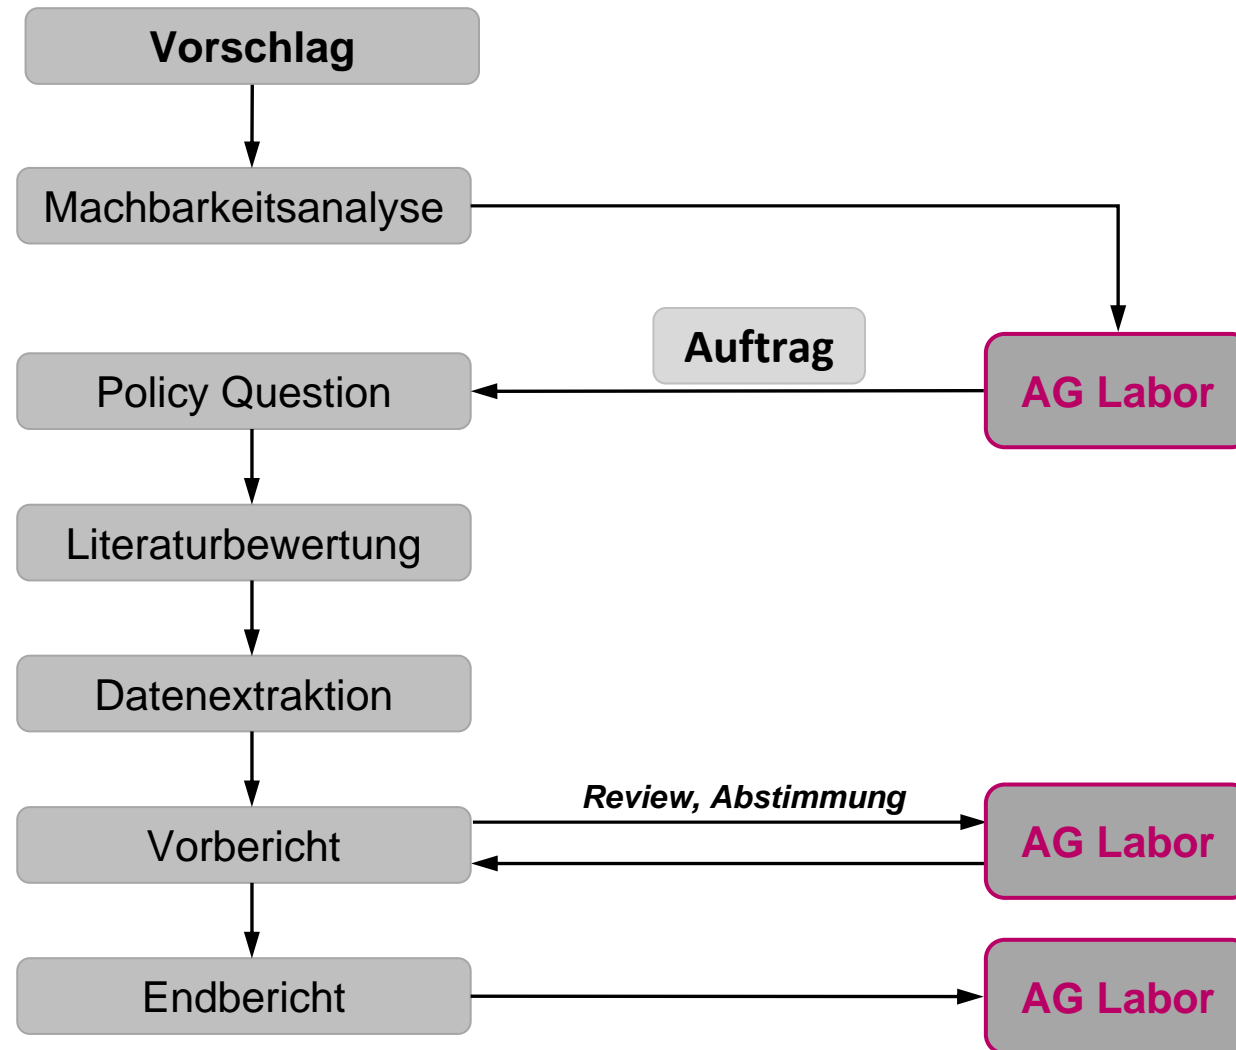 Vorschlag
Machbarkeitsanalyse
Auftrag
Policy Question
AG Labor
Literaturbewertung
Datenextraktion
Review, Abstimmung
Vorbericht
AG Labor
Endbericht
AG Labor